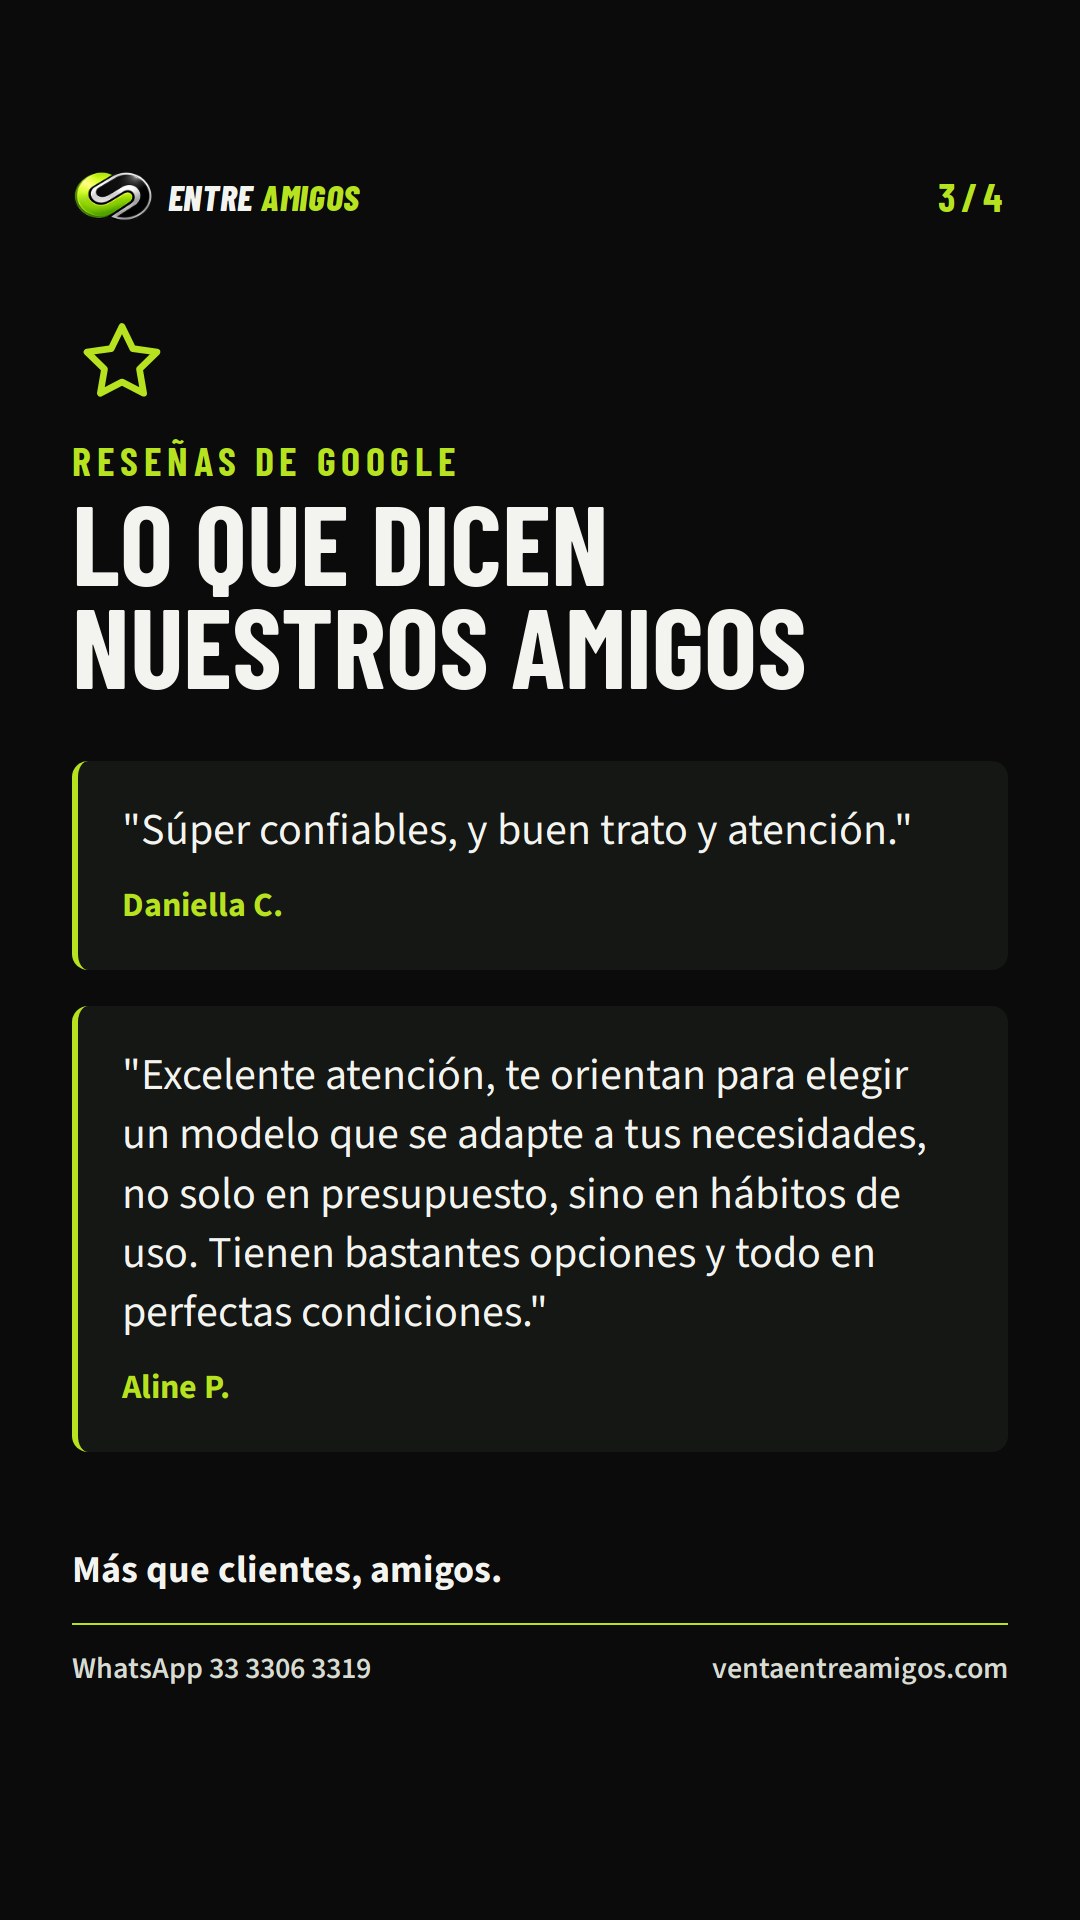 ENTRE AMIGOS
3/4
RESEÑAS DE GOOGLE
LO QUE DICEN
NUESTROS AMIGOS
"Súper confiables, y buen trato y atención."
Daniella C.
"Excelente atención, te orientan para elegir
un modelo que se adapte a tus necesidades,
no solo en presupuesto, sino en hábitos de
uso. Tienen bastantes opciones y todo en
perfectas condiciones."
Aline P.
Más que clientes, amigos.
WhatsApp 33 3306 3319
ventaentreamigos.com